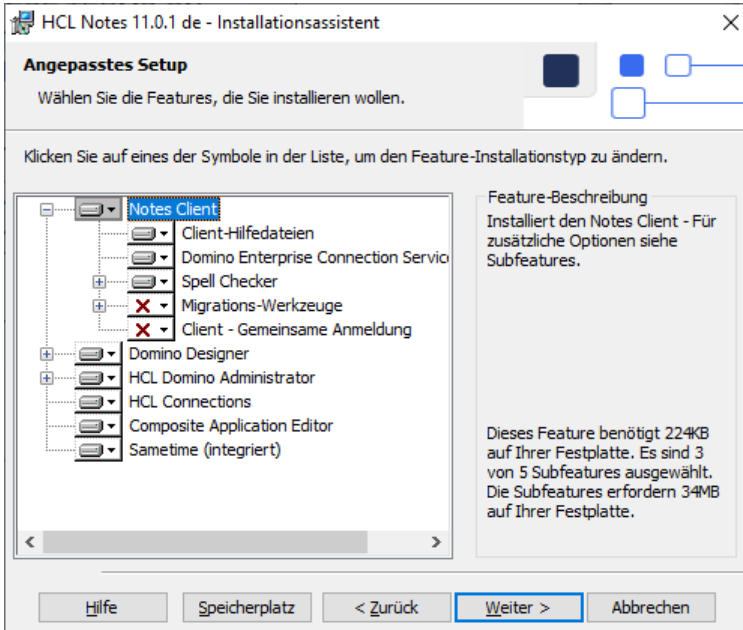 HCL Notes 11.0.1 de - Installationsassistent
Angepasstes Setup
Wählen Sie die Features, die Sie installieren wollen.
Klicken Sie auf eines der Symbole in der Liste, um den Feature-Installationstyp zu ändern.
Notes Client
Client-Hilfedateien
Domino Enterprise Connection Servic
Spell Checker
Migrations-Werkzeuge
Client - Gemeinsame Anmeldung
Domino Designer
HCL Domino Administrator
HCL Connections
Composite Application Editor
Sametime (integriert)
Feature-Beschreibung
Installiert den Notes Client - Für
zusätzliche Optionen siehe
Subfeatures.
Dieses Feature benötigt 224KB
auf Ihrer Festplatte. Es sind 3
von 5 Subfeatures ausgewählt.
Die Subfeatures erfordern 34MB
auf Ihrer Festplatte.
Hilfe
Speicherplatz
< Zurück
Weiter >
Abbrechen